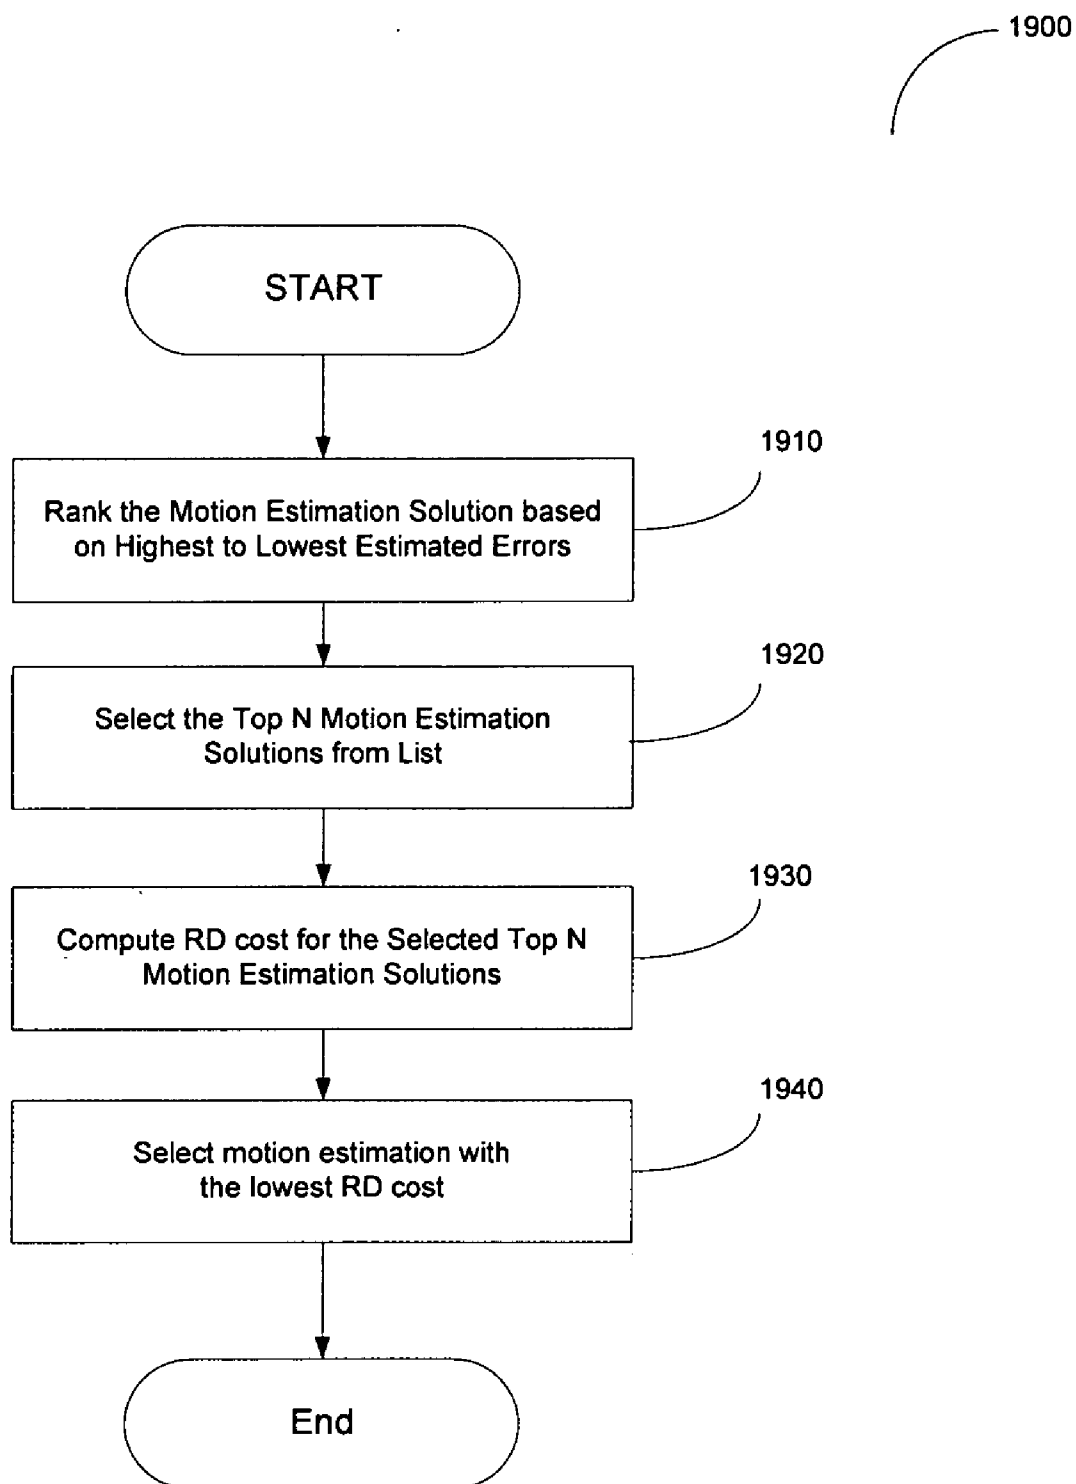 1900
START
1910
Rank the Motion Estimation Solution based
on Highest to Lowest Estimated Errors
1920
Select the Top N Motion Estimation
Solutions from List
1930
Compute RD cost for the Selected Top N
Motion Estimation Solutions
1940
Select motion estimation with
the lowest RD cost
End